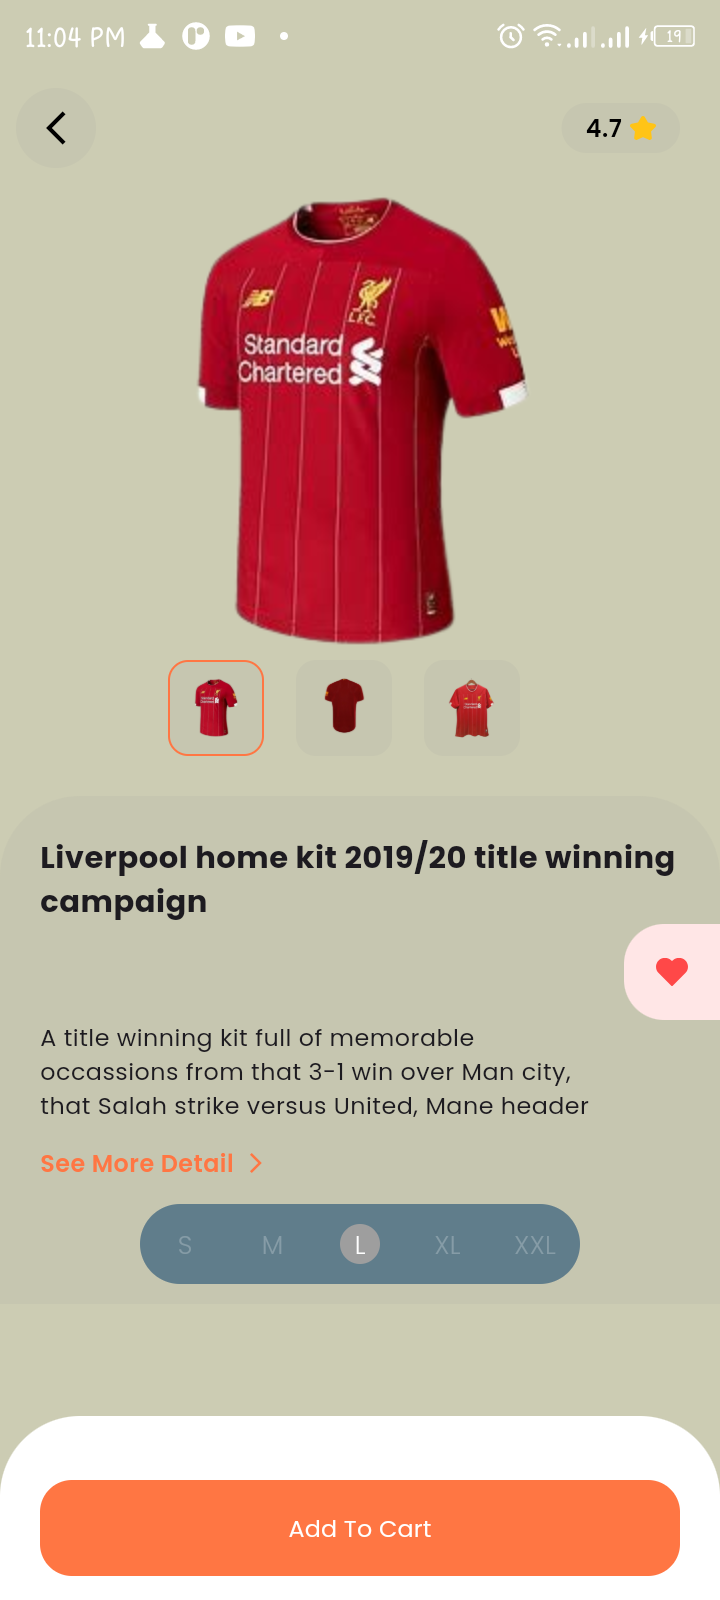 11:04 PM
19
4.7
L.F.C.
Standard
Chartered
Liverpool home kit 2019/20 title winning
campaign
A title winning kit full of memorable
occassions from that 3-1 win over Man city,
that Salah strike versus United, Mane header
See More Detail
S M L XL XXL
Add To Cart